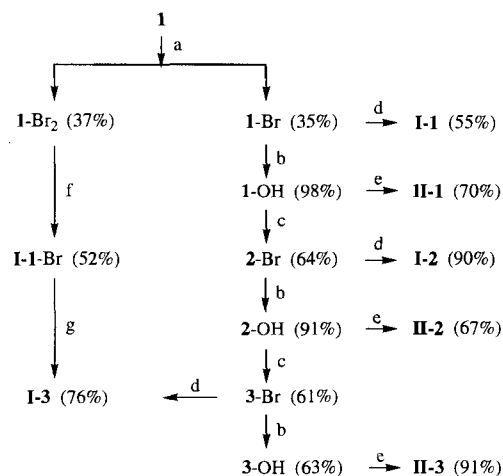 1
a
1-Br2 (37%) 1-Br (35%) d I-1 (55%)
f b
1-OH (98%) e II-1 (70%)
c
I-1-Br (52%) 2-Br (64%) d I-2 (90%)
b
g 2-OH (91%) e II-2 (67%)
c
I-3 (76%) d 3-Br (61%)
b
3-OH (63%) e II-3 (91%)